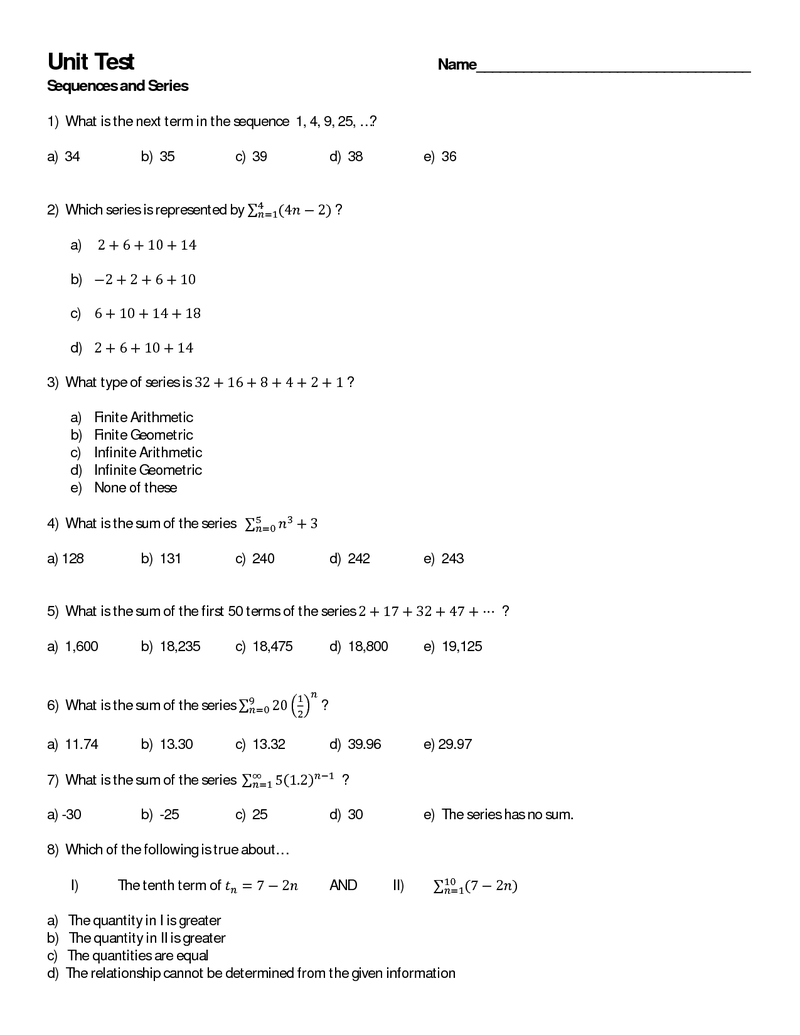 Unit Test Name___________________________________
Sequences and Series
1) What is the next term in the sequence 1, 4, 9, 25, …?
a) 34 b) 35 c) 39 d) 38 e) 36
2) Which series is represented by ∑⁴ₙ₌₁(4n − 2) ?
a) 2 + 6 + 10 + 14
b) −2 + 2 + 6 + 10
c) 6 + 10 + 14 + 18
d) 2 + 6 + 10 + 14
3) What type of series is 32 + 16 + 8 + 4 + 2 + 1 ?
a) Finite Arithmetic
b) Finite Geometric
c) Infinite Arithmetic
d) Infinite Geometric
e) None of these
4) What is the sum of the series ∑⁵ₙ₌₀ n³ + 3
a) 128 b) 131 c) 240 d) 242 e) 243
5) What is the sum of the first 50 terms of the series 2 + 17 + 32 + 47 + ⋯ ?
a) 1,600 b) 18,235 c) 18,475 d) 18,800 e) 19,125
6) What is the sum of the series ∑⁹ₙ₌₀ 20 (1/2)ⁿ ?
a) 11.74 b) 13.30 c) 13.32 d) 39.96 e) 29.97
7) What is the sum of the series ∑^∞ₙ₌₁ 5(1.2)ⁿ⁻¹ ?
a) -30 b) -25 c) 25 d) 30 e) The series has no sum.
8) Which of the following is true about…
I) The tenth term of tₙ = 7 − 2n AND II) ∑¹⁰ₙ₌₁(7 − 2n)
a) The quantity in I is greater
b) The quantity in II is greater
c) The quantities are equal
d) The relationship cannot be determined from the given information